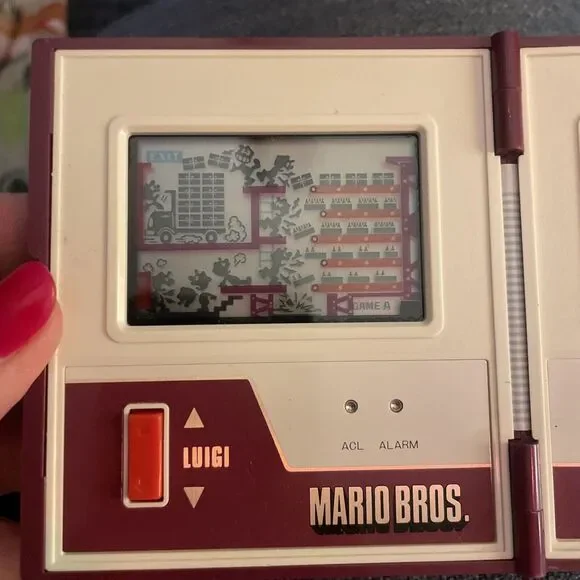 GAME A
LUIGI
ACL ALARM
MARIO BROS.